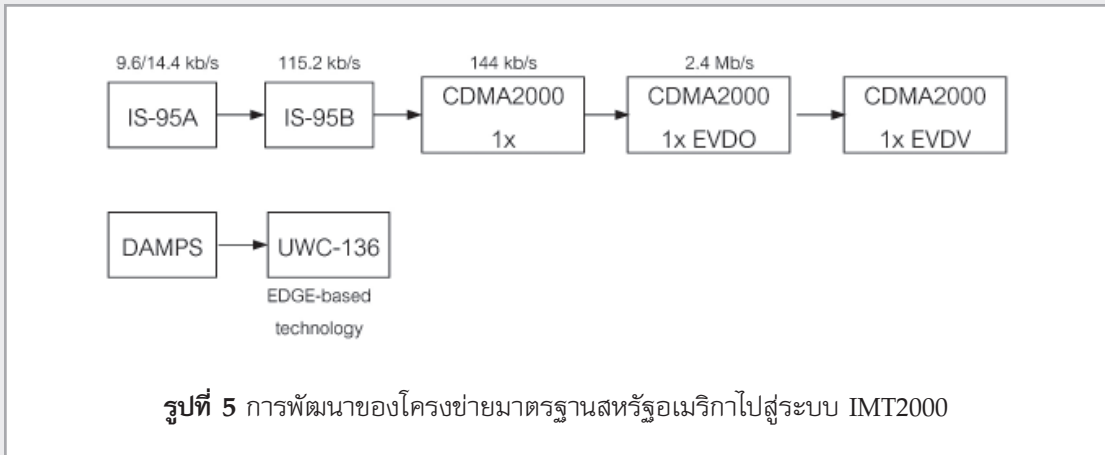 9.6/14.4 kb/s
115.2 kb/s
144 kb/s
2.4 Mb/s
IS-95A
IS-95B
CDMA2000
1x
CDMA2000
1x EVDO
CDMA2000
1x EVDV
DAMPS
UWC-136
EDGE-based
technology
รูปที่ 5 การพัฒนาของโครงข่ายมาตรฐานสหรัฐอเมริกาไปสู่ระบบ IMT2000